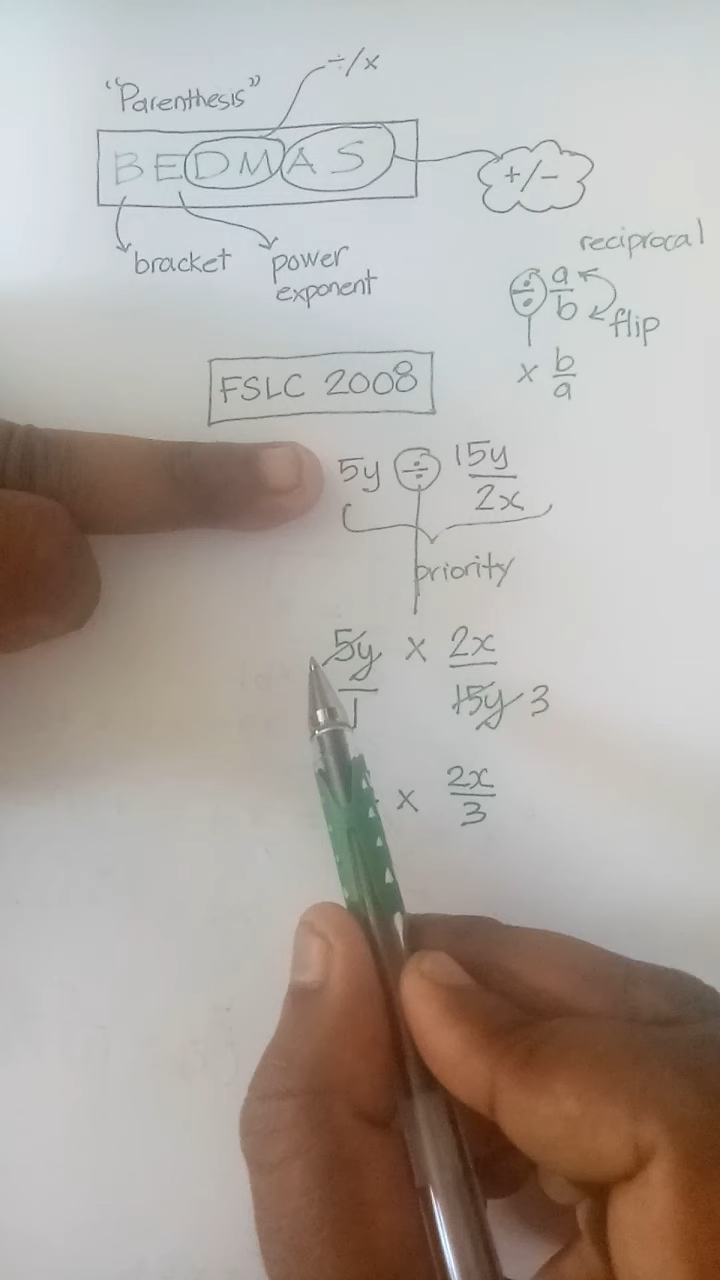 ÷/x
"Parenthesis"
BEDMAS
+/-
bracket
power
exponent
reciprocal
÷ a/b
flip
x b/a
FSLC 2008
5y ÷ 15y/2x
priority
5y/1 x 2x/15y 3
x 2x/3